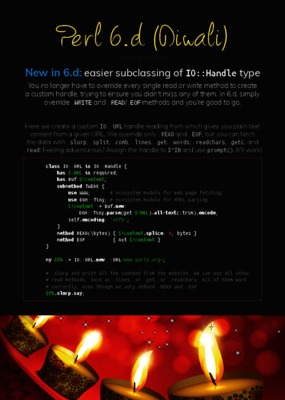 Perl 6.d (Diwali)
New in 6.d: easier subclassing of IO::Handle type
You no longer have to override every single read or write method to create
a custom handle, trying to ensure you didn't miss any of them. In 6.d, simply
override WRITE and READ/ EOF methods and you're good to go.
Here we create a custom IO::URL handle reading from which gives you plain text
content from a given URL. We override only READ and EOF, but you can fetch
the data with .slurp, .split, .comb, .lines, .get, .words, .readchars, .getc, and
.read! Feeling adventurous? Assign the handle to $*IN and use prompt()
class IO::URL is IO::Handle {
has $.URL is required;
has Buf $!content;
submethod TWEAK {
use WWW; # ecosystem module for web page fetching
use DOM::Tiny; # ecosystem module for HTML parsing
$!content := Buf.new:
DOM::Tiny.parse(get $!URL).all-text(:trim).encode;
self.encoding:
}
method READ(\bytes) { $!content.splice: 0, bytes }
method EOF { not $!content }
}
my $fh := IO::URL.new:
# .slurp and print all the content from the website. We can use all other
# read methods, such as .lines, or .get, or .readchars. All of them work
# correctly, even though we only defined READ and EOF
$fh.slurp.say;